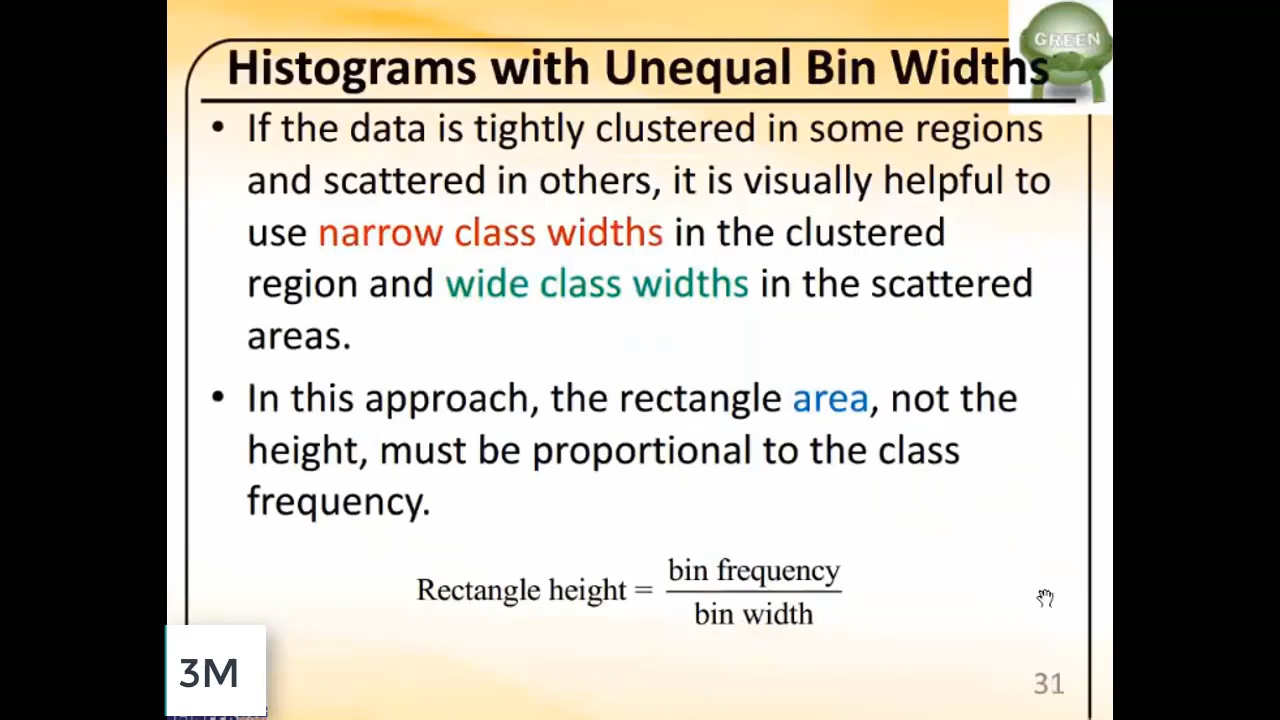 GREEN
Histograms with Unequal Bin Widths
• If the data is tightly clustered in some regions
and scattered in others, it is visually helpful to
use narrow class widths in the clustered
region and wide class widths in the scattered
areas.
• In this approach, the rectangle area, not the
height, must be proportional to the class
frequency.
Rectangle height = bin frequency
bin width
3M
31